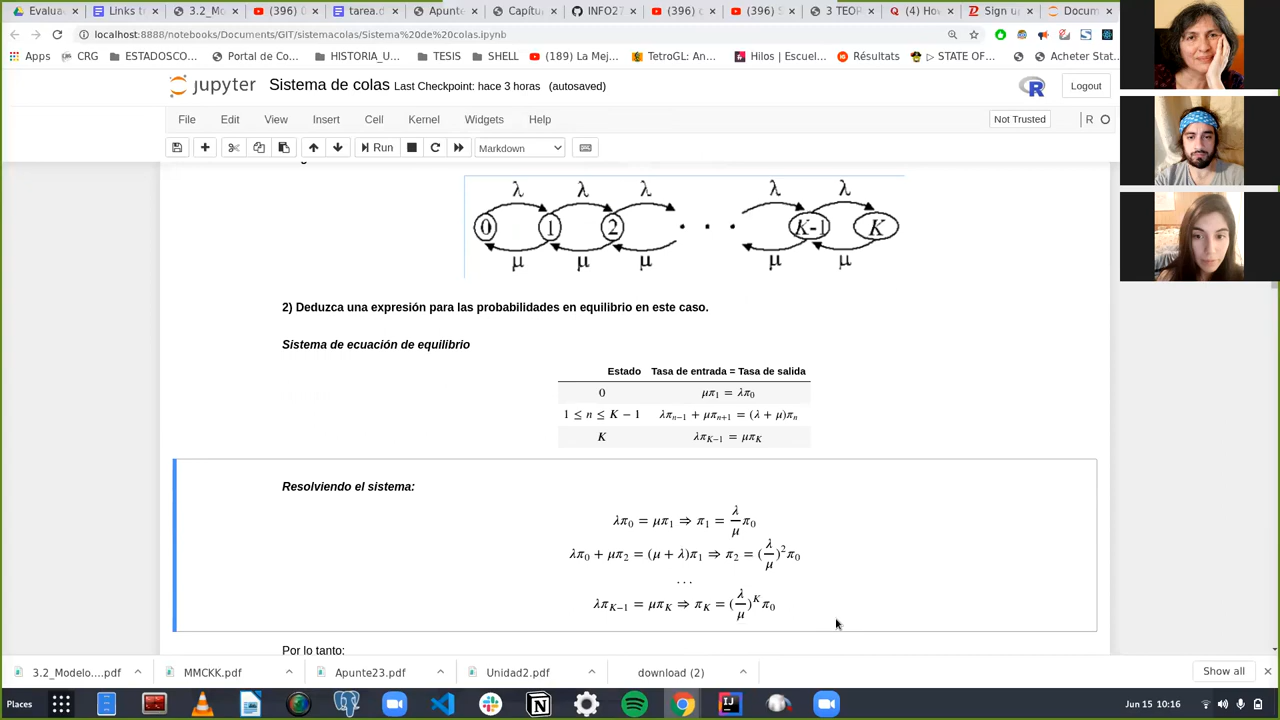 Evaluac Links t 3.2_Mo (396) 0 tarea.d Apunte Capítu INFO27 (396) c (396) S 3 TEOR (4) Hov Sign up Docum
localhost:8888/notebooks/Documents/GIT/sistemacolas/Sistema%20de%20colas.ipynb
Apps CRG ESTADOSCO... Portal de Co... HISTORIA_U... TESIS SHELL (189) La Mej... TetroGL: An... Hilos | Escuel... Résultats ▷ STATE OF... Acheter Stat...
jupyter Sistema de colas Last Checkpoint: hace 3 horas (autosaved) Logout
File Edit View Insert Cell Kernel Widgets Help Not Trusted R
Run Markdown
λ λ λ λ λ
0 1 2 . . . K-1 K
μ μ μ μ μ
2) Deduzca una expresión para las probabilidades en equilibrio en este caso.
Sistema de ecuación de equilibrio
Estado Tasa de entrada = Tasa de salida
0 μπ₁ = λπ₀
1 ≤ n ≤ K − 1 λπₙ₋₁ + μπₙ₊₁ = (λ + μ)πₙ
K λπ_{K−1} = μπ_K
Resolviendo el sistema:
λπ₀ = μπ₁ ⇒ π₁ = λ/μ π₀
λπ₀ + μπ₂ = (μ + λ)π₁ ⇒ π₂ = (λ/μ)²π₀
...
λπ_{K−1} = μπ_K ⇒ π_K = (λ/μ)^K π₀
Por lo tanto:
3.2_Modelo....pdf MMCKK.pdf Apunte23.pdf Unidad2.pdf download (2) Show all
Places Jun 15 10:16